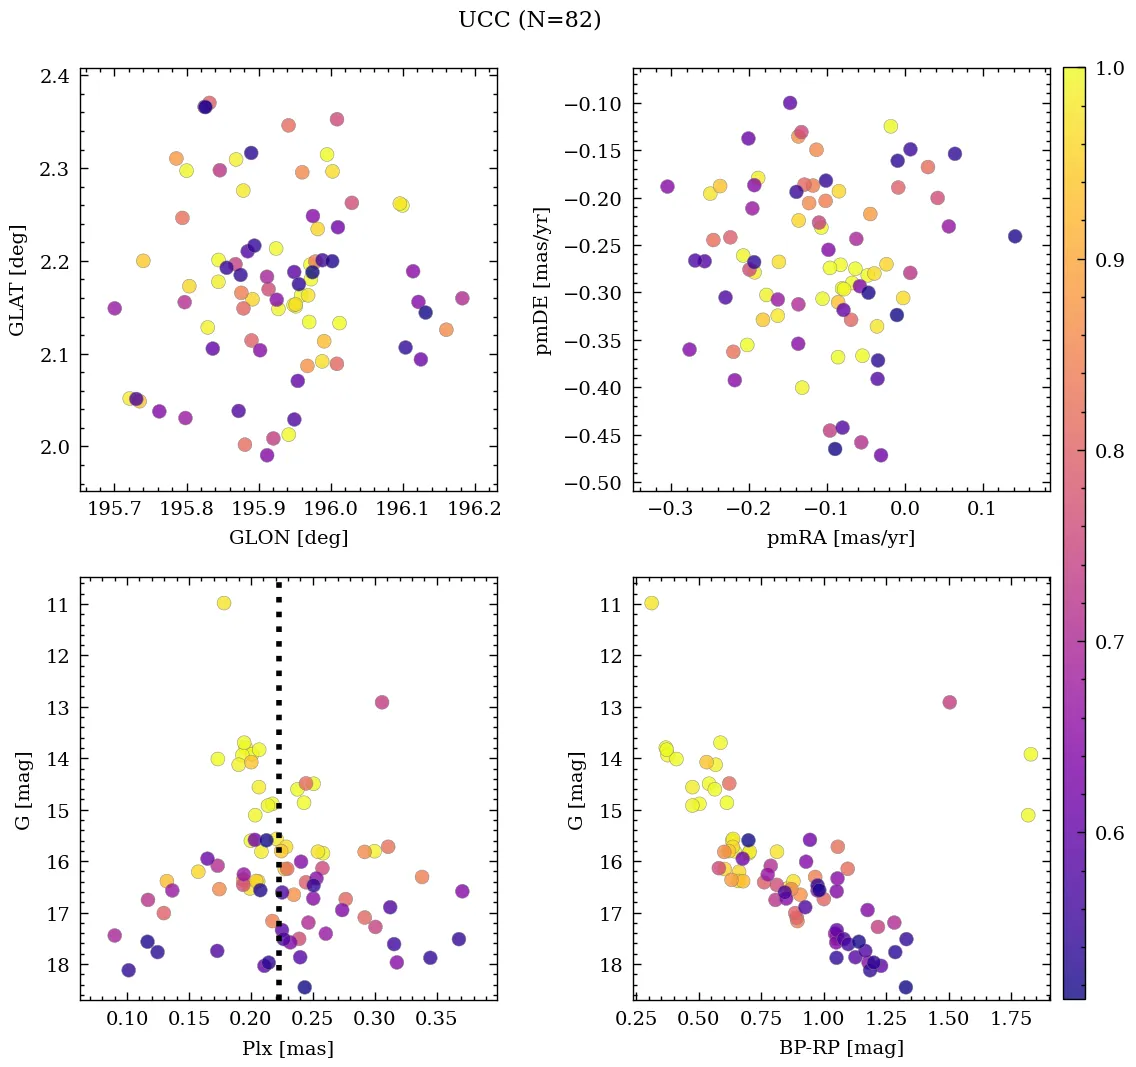 UCC (N=82)
2.4
2.3
2.2
2.1
2.0
GLAT [deg]
195.7 195.8 195.9 196.0 196.1 196.2
GLON [deg]
−0.10
−0.15
−0.20
−0.25
−0.30
−0.35
−0.40
−0.45
−0.50
pmDE [mas/yr]
−0.3 −0.2 −0.1 0.0 0.1
pmRA [mas/yr]
1.0
0.9
0.8
0.7
0.6
11
12
13
14
15
16
17
18
G [mag]
0.10 0.15 0.20 0.25 0.30 0.35
Plx [mas]
11
12
13
14
15
16
17
18
G [mag]
0.25 0.50 0.75 1.00 1.25 1.50 1.75
BP-RP [mag]